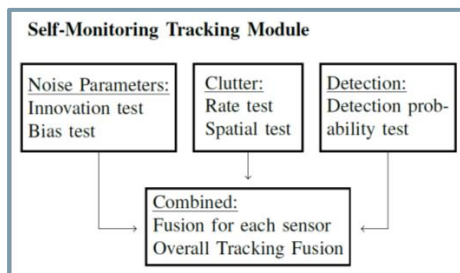 Self-Monitoring Tracking Module
Noise Parameters:
Innovation test
Bias test
Clutter:
Rate test
Spatial test
Detection:
Detection prob-
ability test
Combined:
Fusion for each sensor
Overall Tracking Fusion